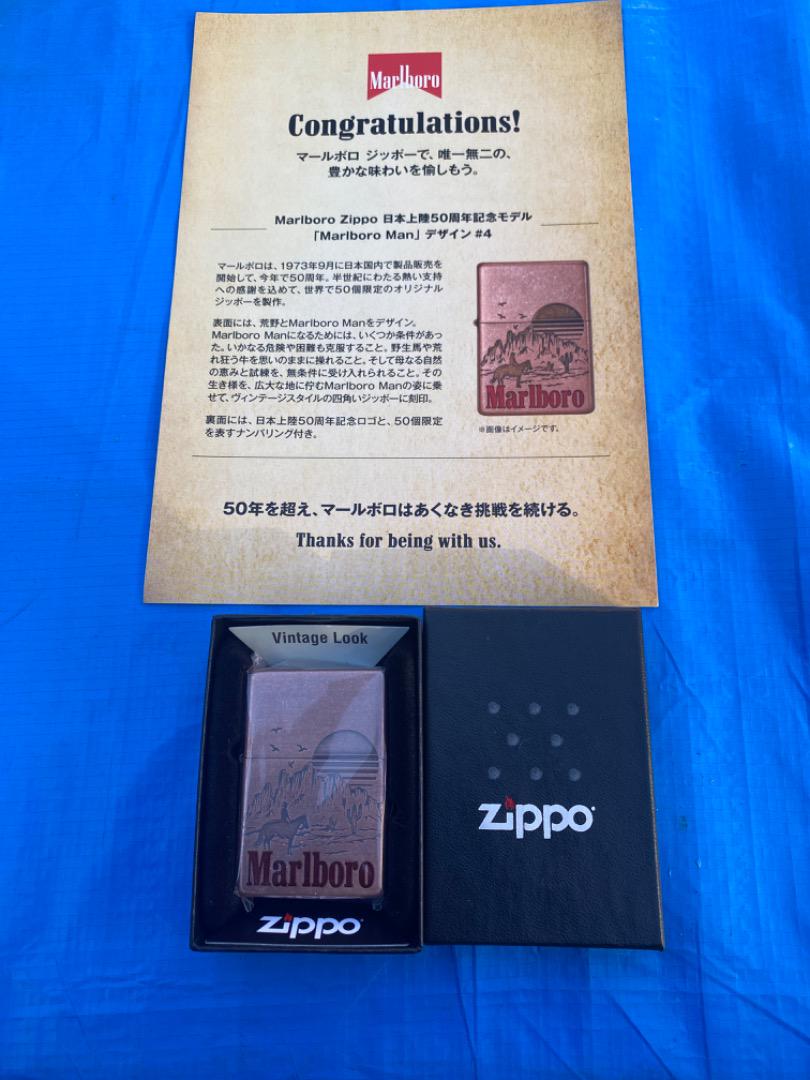 Marlboro
Congratulations!
マールボロ ジッポーで、唯一無二の、
豊かな味わいを愉しもう。
Marlboro Zippo 日本上陸50周年記念モデル
「Marlboro Man」デザイン #4
マールボロは、1973年9月に日本国内で製品販売を
開始して、今年で50周年。半世紀にわたる熱い支持
への感謝を込めて、世界で50個限定のオリジナル
ジッポーを製作。
表面には、荒野とMarlboro Manをデザイン。
Marlboro Manになるためには、いくつか条件があっ
た。いかなる危険や困難も克服すること。野生馬や荒
れ狂う牛を思いのままに操れること。そして母なる自然
の恵みと試練を、無条件に受け入れられること。その
生き様を、広大な地に佇むMarlboro Manの姿に乗
せて、ヴィンテージスタイルの四角いジッポーに刻印。
裏面には、日本上陸50周年記念ロゴと、50個限定
を表すナンバリング付き。
Marlboro
※画像はイメージです。
50年を超え、マールボロはあくなき挑戦を続ける。
Thanks for being with us.
Vintage Look
Marlboro
zippo
zippo